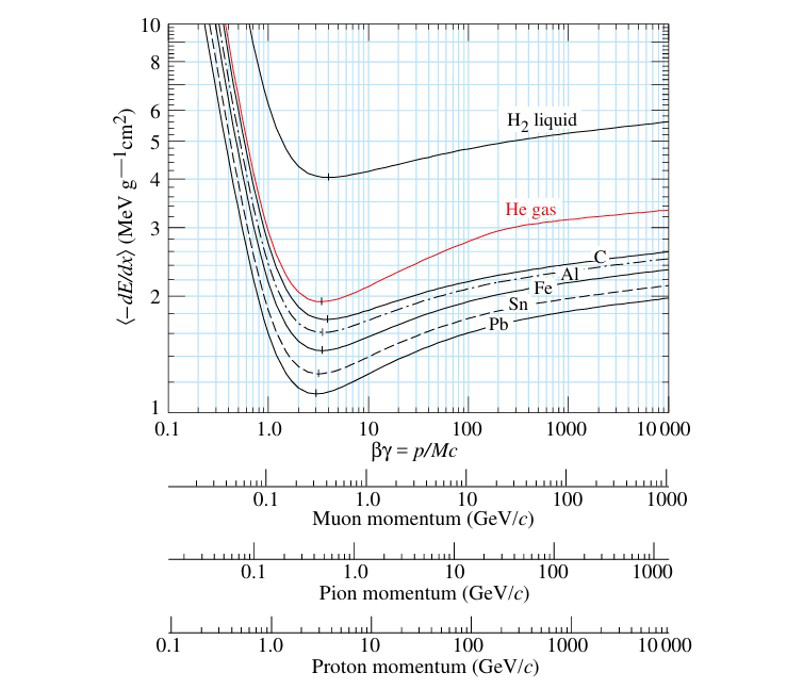 10
8
6
5
4
3
2
1
⟨–dE/dx⟩ (MeV g—1cm2)
H2 liquid
He gas
C
Al
Fe
Sn
Pb
0.1 1.0 10 100 1000 10 000
βγ = p/Mc
0.1 1.0 10 100 1000
Muon momentum (GeV/c)
0.1 1.0 10 100 1000
Pion momentum (GeV/c)
0.1 1.0 10 100 1000 10 000
Proton momentum (GeV/c)